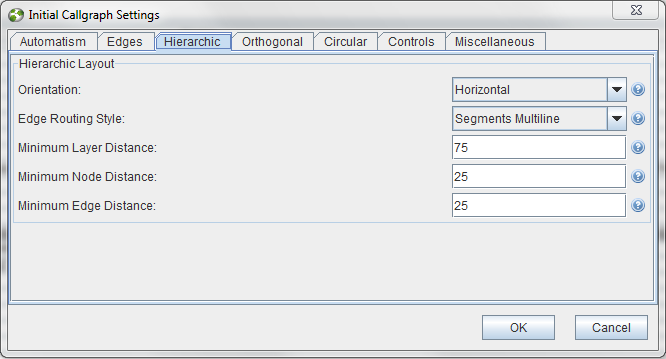 Initial Callgraph Settings
Automatism Edges Hierarchic Orthogonal Circular Controls Miscellaneous
Hierarchic Layout
Orientation: Horizontal
Edge Routing Style: Segments Multiline
Minimum Layer Distance: 75
Minimum Node Distance: 25
Minimum Edge Distance: 25
OK Cancel